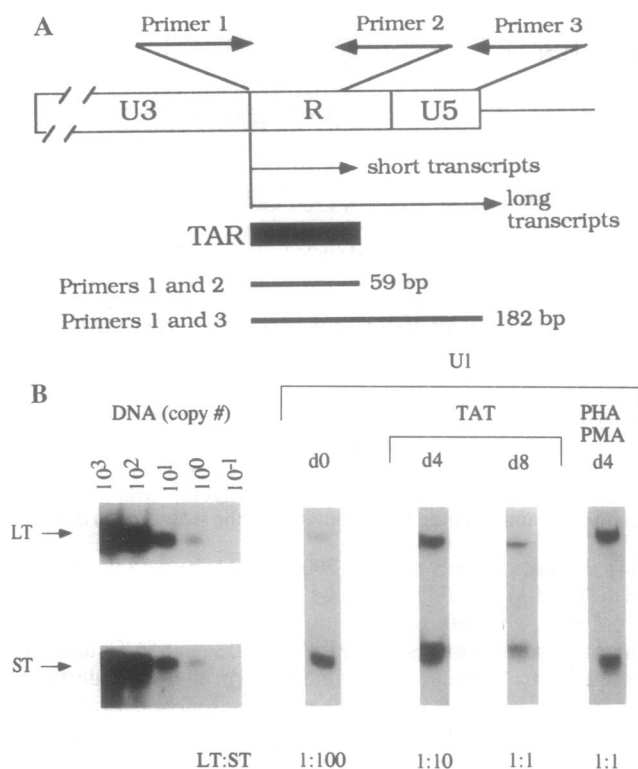 A
Primer 1 Primer 2 Primer 3
U3 R U5
short transcripts
long
transcripts
TAR
Primers 1 and 2 59 bp
Primers 1 and 3 182 bp
U1
B
DNA (copy #) TAT PHA
PMA
10³ 10² 10¹ 10⁰ 10⁻¹ d0 d4 d8 d4
LT
ST
LT:ST 1:100 1:10 1:1 1:1